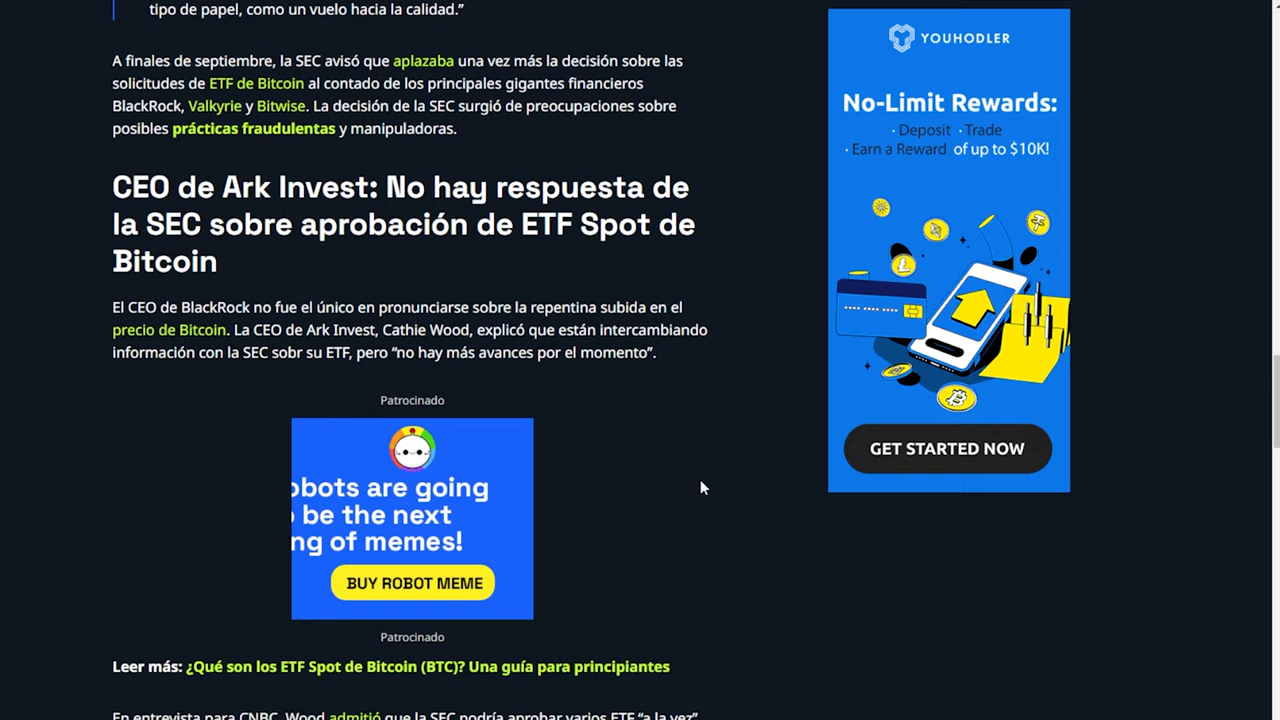 tipo de papel, como un vuelo hacia la calidad.”
A finales de septiembre, la SEC avisó que aplazaba una vez más la decisión sobre las
solicitudes de ETF de Bitcoin al contado de los principales gigantes financieros
BlackRock, Valkyrie y Bitwise. La decisión de la SEC surgió de preocupaciones sobre
posibles prácticas fraudulentas y manipuladoras.
CEO de Ark Invest: No hay respuesta de
la SEC sobre aprobación de ETF Spot de
Bitcoin
El CEO de BlackRock no fue el único en pronunciarse sobre la repentina subida en el
precio de Bitcoin. La CEO de Ark Invest, Cathie Wood, explicó que están intercambiando
información con la SEC sobr su ETF, pero “no hay más avances por el momento”.
Patrocinado
obots are going
o be the next
ng of memes!
BUY ROBOT MEME
Patrocinado
Leer más: ¿Qué son los ETF Spot de Bitcoin (BTC)? Una guía para principiantes
En entrevista para CNBC, Wood admitió que la SEC podría aprobar varios ETF “a la vez”
YOUHODLER
No-Limit Rewards:
· Deposit · Trade
· Earn a Reward of up to $10K!
GET STARTED NOW